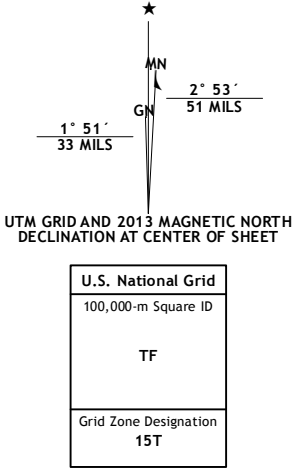 ★
MN
2° 53´
51 MILS
GN
1° 51´
33 MILS
UTM GRID AND 2013 MAGNETIC NORTH
DECLINATION AT CENTER OF SHEET
U.S. National Grid
100,000-m Square ID
TF
Grid Zone Designation
15T